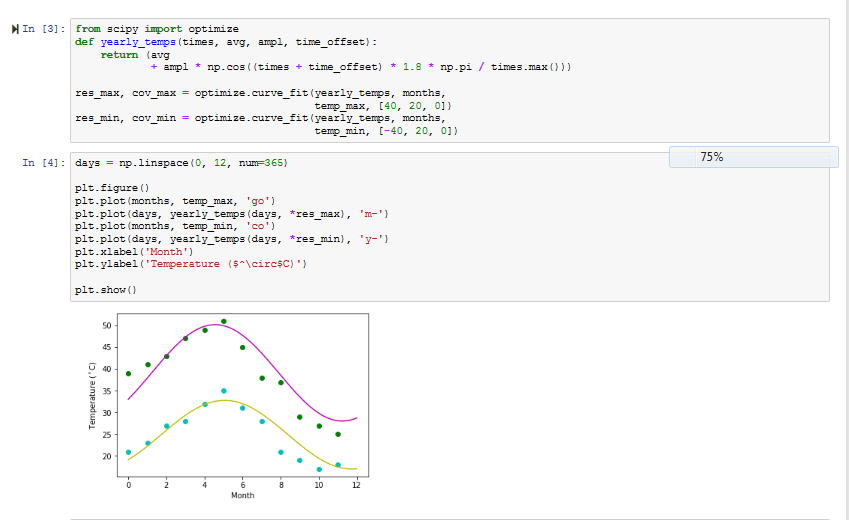 In [3]: from scipy import optimize
def yearly_temps(times, avg, ampl, time_offset):
return (avg
+ ampl * np.cos((times + time_offset) * 1.8 * np.pi / times.max()))
res_max, cov_max = optimize.curve_fit(yearly_temps, months,
temp_max, [40, 20, 0])
res_min, cov_min = optimize.curve_fit(yearly_temps, months,
temp_min, [-40, 20, 0])
75%
In [4]: days = np.linspace(0, 12, num=365)
plt.figure()
plt.plot(months, temp_max, 'go')
plt.plot(days, yearly_temps(days, *res_max), 'm-')
plt.plot(months, temp_min, 'co')
plt.plot(days, yearly_temps(days, *res_min), 'y-')
plt.xlabel('Month')
plt.ylabel('Temperature ($^\circ$C)')
plt.show()
50
45
40
35
30
25
20
Temperature (°C)
0 2 4 6 8 10 12
Month